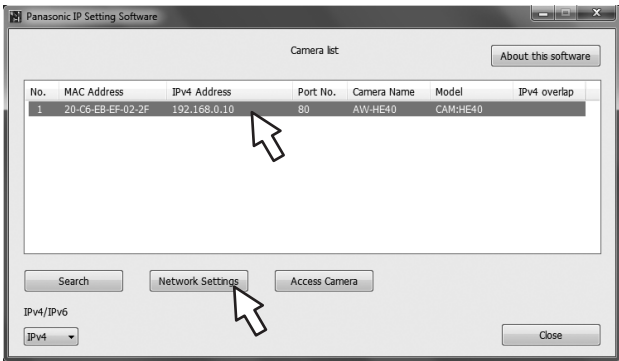 Panasonic IP Setting Software
Camera list
About this software
No. MAC Address IPv4 Address Port No. Camera Name Model IPv4 overlap
1 20-C6-EB-EF-02-2F 192.168.0.10 80 AW-HE40 CAM:HE40
Search Network Settings Access Camera
IPv4/IPv6
IPv4 Close